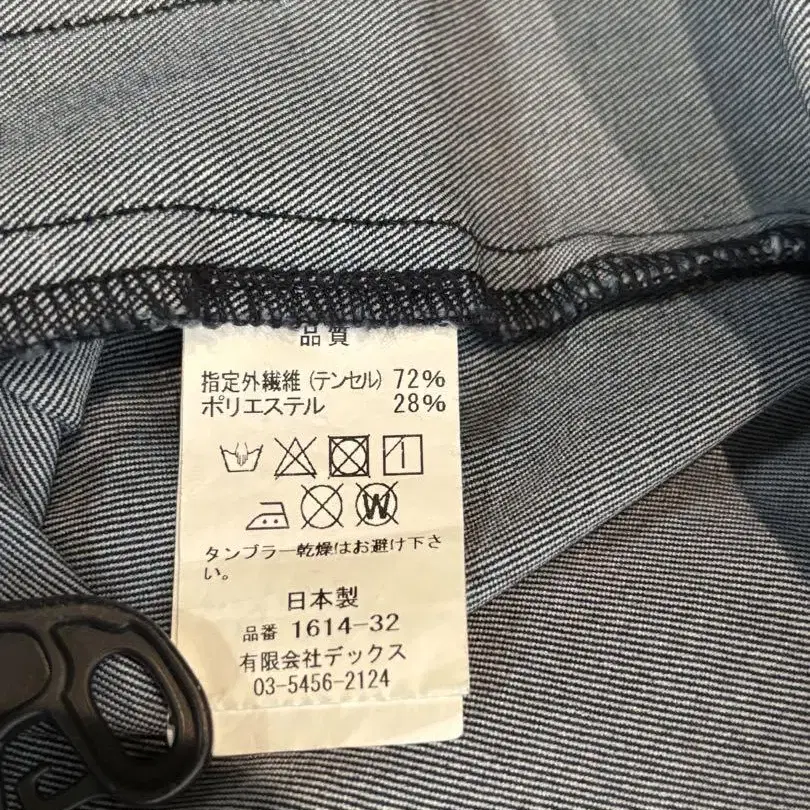 品質
指定外繊維(テンセル) 72%
ポリエステル 28%
W
タンブラー乾燥はお避け下さ
い。
日本製
品番 1614-32
有限会社デックス
03-5456-2124